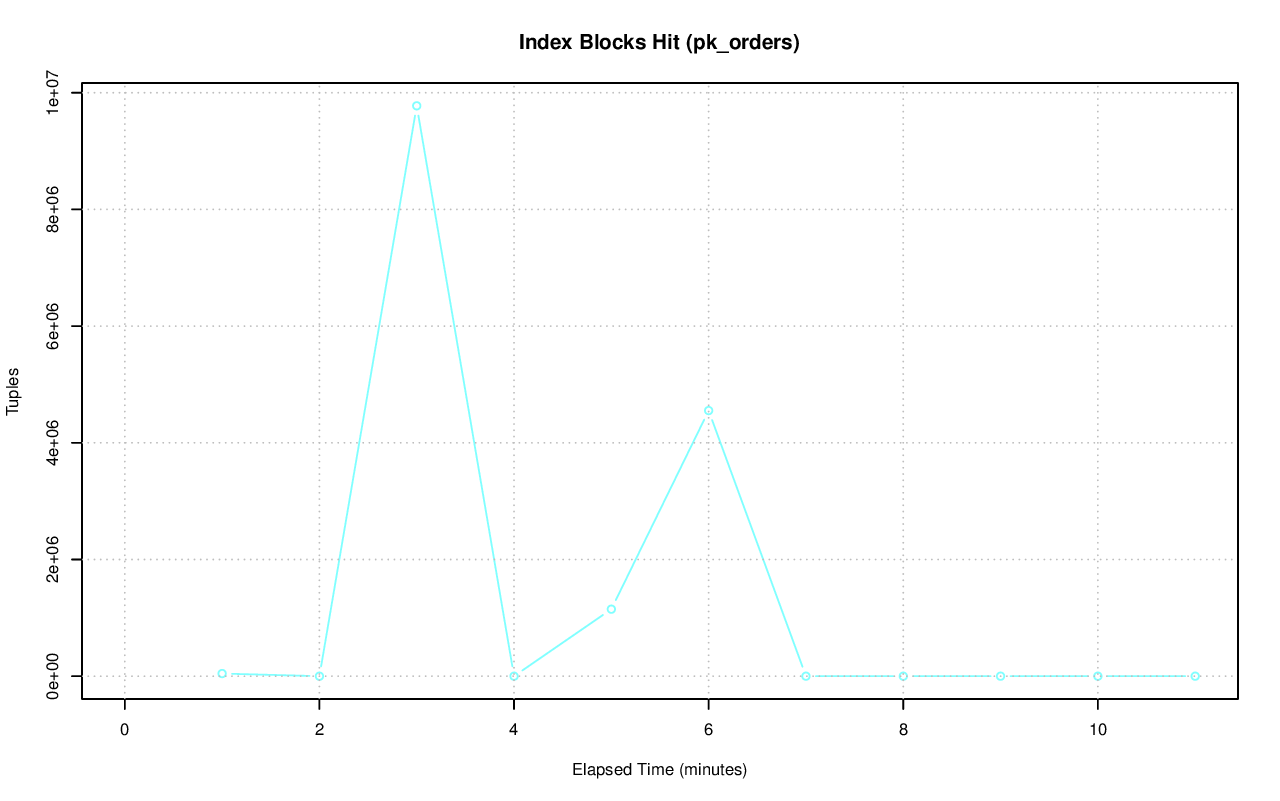 Index Blocks Hit (pk_orders)
1e+07
8e+06
6e+06
4e+06
2e+06
0e+00
Tuples
0 2 4 6 8 10
Elapsed Time (minutes)